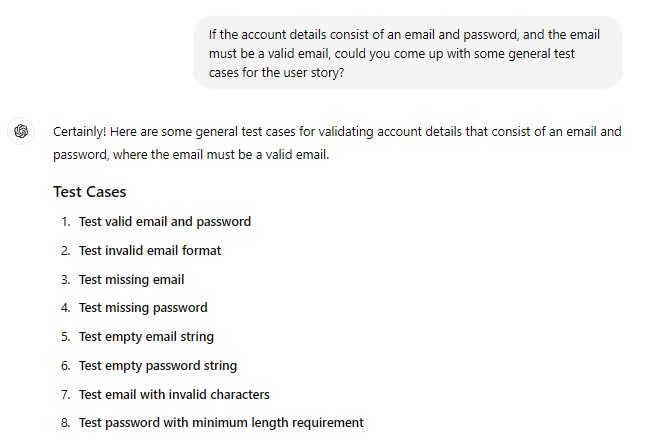 If the account details consist of an email and password, and the email
must be a valid email, could you come up with some general test
cases for the user story?
Certainly! Here are some general test cases for validating account details that consist of an email and
password, where the email must be a valid email.
Test Cases
1. Test valid email and password
2. Test invalid email format
3. Test missing email
4. Test missing password
5. Test empty email string
6. Test empty password string
7. Test email with invalid characters
8. Test password with minimum length requirement